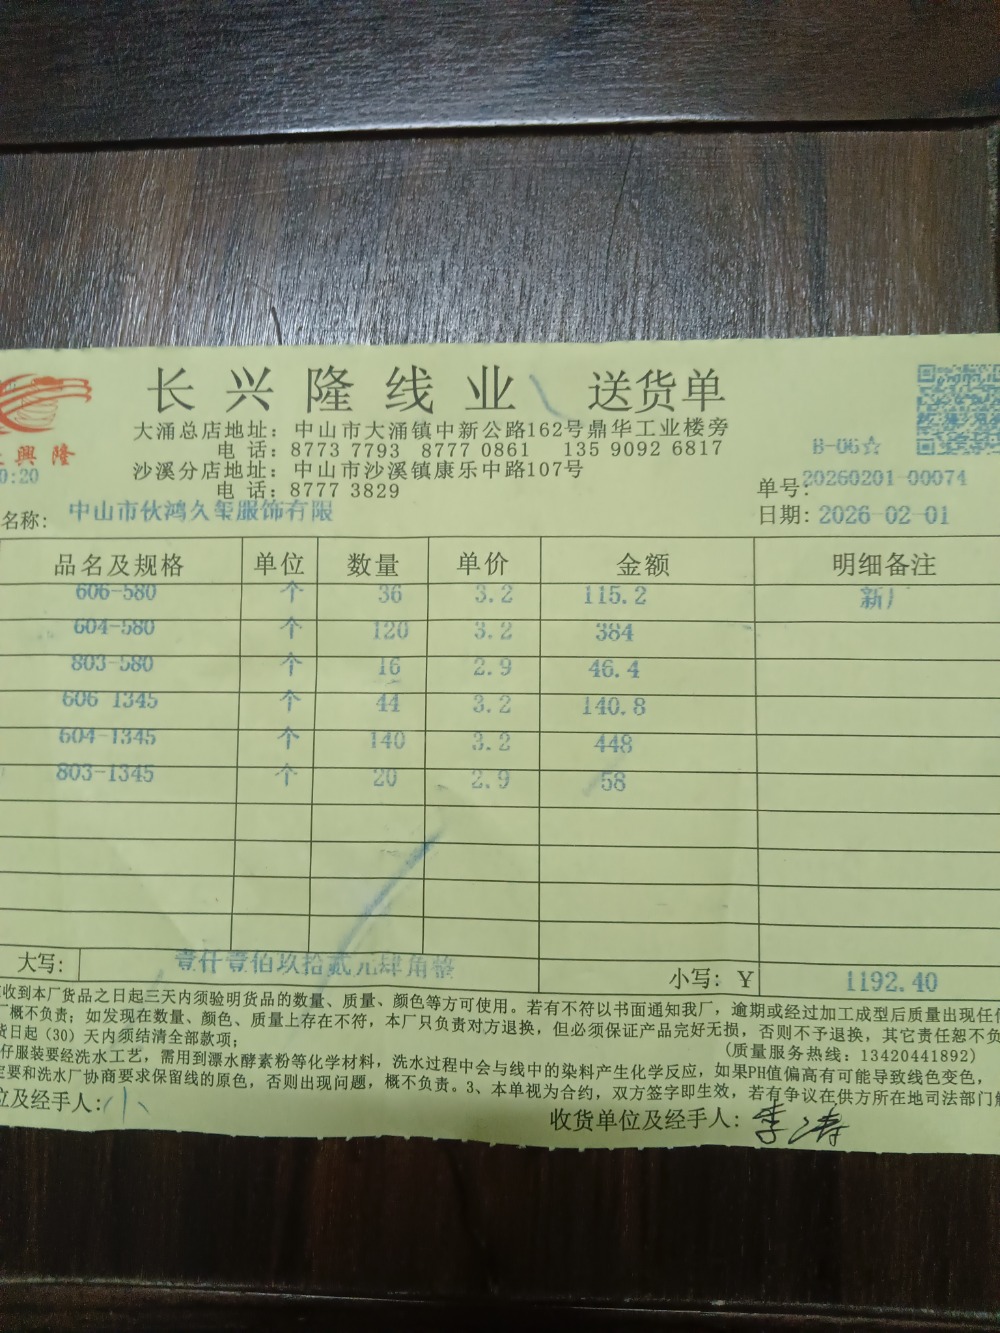 长兴隆线业 送货单
大涌总店地址：中山市大涌镇中新公路162号鼎华工业楼旁
电 话：8773 7793 8777 0861 135 9092 6817
沙溪分店地址：中山市沙溪镇康乐中路107号
电 话：8777 3829
興隆
0:20
B-06☆
单号：20260201-00074
名称：中山市伙鸿久玺服饰有限
日期：2026-02-01
品名及规格 单位 数量 单价 金额 明细备注
606-580 个 36 3.2 115.2 新厂
604-580 个 120 3.2 384
803-580 个 16 2.9 46.4
606-1345 个 44 3.2 140.8
604-1345 个 140 3.2 448
803-1345 个 20 2.9 58
大写：壹仟壹佰玖拾贰元肆角整 小写：¥ 1192.40
收到本厂货品之日起三天内须验明货品的数量、质量、颜色等方可使用。若有不符以书面通知我厂，逾期或经过加工成型后质量出现任何
厂概不负责；如发现在数量、颜色、质量上存在不符，本厂只负责对方退换，但必须保证产品完好无损，否则不予退换，其它责任恕不负
货日起（30）天内须结清全部款项； （质量服务热线：13420441892）
仔服装要经洗水工艺，需用到漂水酵素粉等化学材料，洗水过程中会与线中的染料产生化学反应，如果PH值偏高有可能导致线色变色，
定要和洗水厂协商要求保留线的原色，否则出现问题，概不负责。3、本单视为合约，双方签字即生效，若有争议在供方所在地司法部门解
位及经手人：
收货单位及经手人：李涛